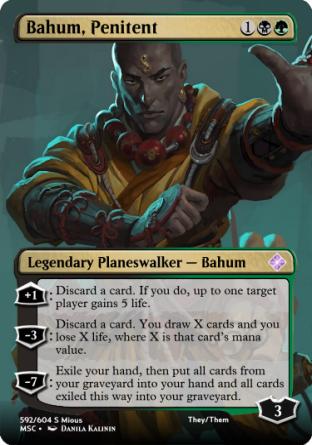 Bahum, Penitent 1
Legendary Planeswalker — Bahum
+1: Discard a card. If you do, up to one target
player gains 5 life.
-3: Discard a card. You draw X cards and you
lose X life, where X is that card's mana
value.
-7: Exile your hand, then put all cards from
your graveyard into your hand and all cards
exiled this way into your graveyard.
3
592/604 S Mious They/Them
MSC • Danila Kalinin